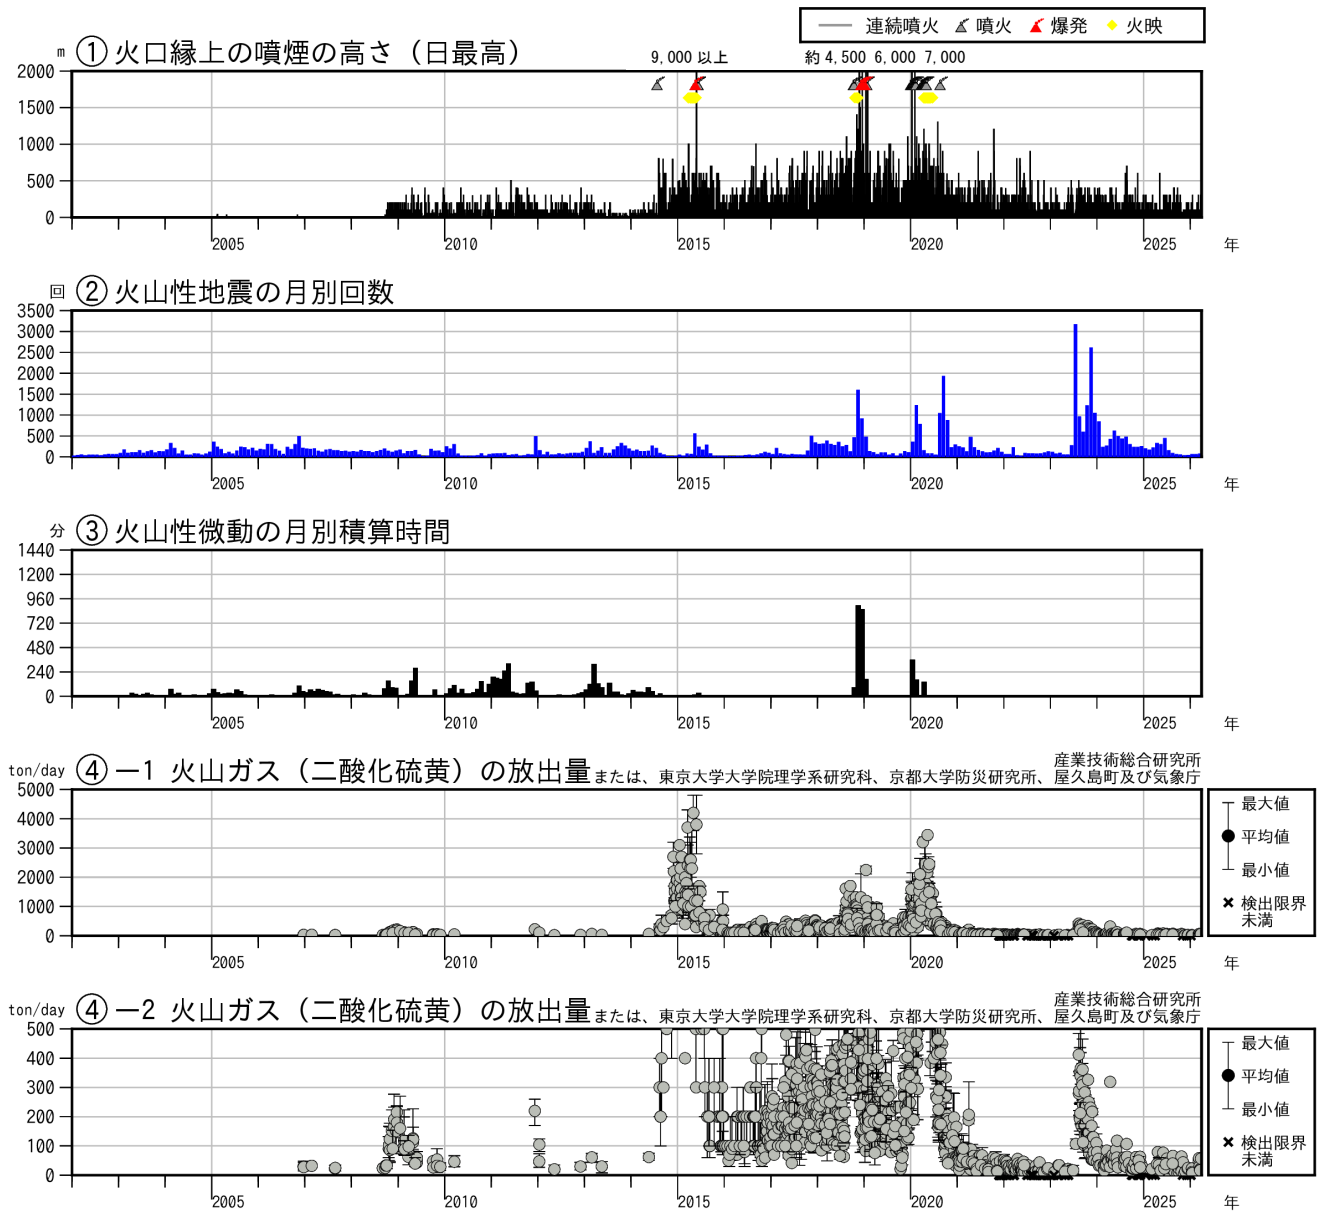 連続噴火 噴火 爆発 火映
m ①火口縁上の噴煙の高さ（日最高）
9,000 以上 約 4,500 6,000 7,000
2000
1500
1000
500
0
2005 2010 2015 2020 2025 年
回 ②火山性地震の月別回数
3500
3000
2500
2000
1500
1000
500
0
2005 2010 2015 2020 2025 年
分 ③火山性微動の月別積算時間
1440
1200
960
720
480
240
0
2005 2010 2015 2020 2025 年
ton/day ④－1 火山ガス（二酸化硫黄）の放出量
産業技術総合研究所
または、東京大学大学院理学系研究科、京都大学防災研究所、屋久島町及び気象庁
5000
4000
3000
2000
1000
0
2005 2010 2015 2020 2025 年
最大値
平均値
最小値
検出限界
未満
ton/day ④－2 火山ガス（二酸化硫黄）の放出量
産業技術総合研究所
または、東京大学大学院理学系研究科、京都大学防災研究所、屋久島町及び気象庁
500
400
300
200
100
0
2005 2010 2015 2020 2025 年
最大値
平均値
最小値
検出限界
未満